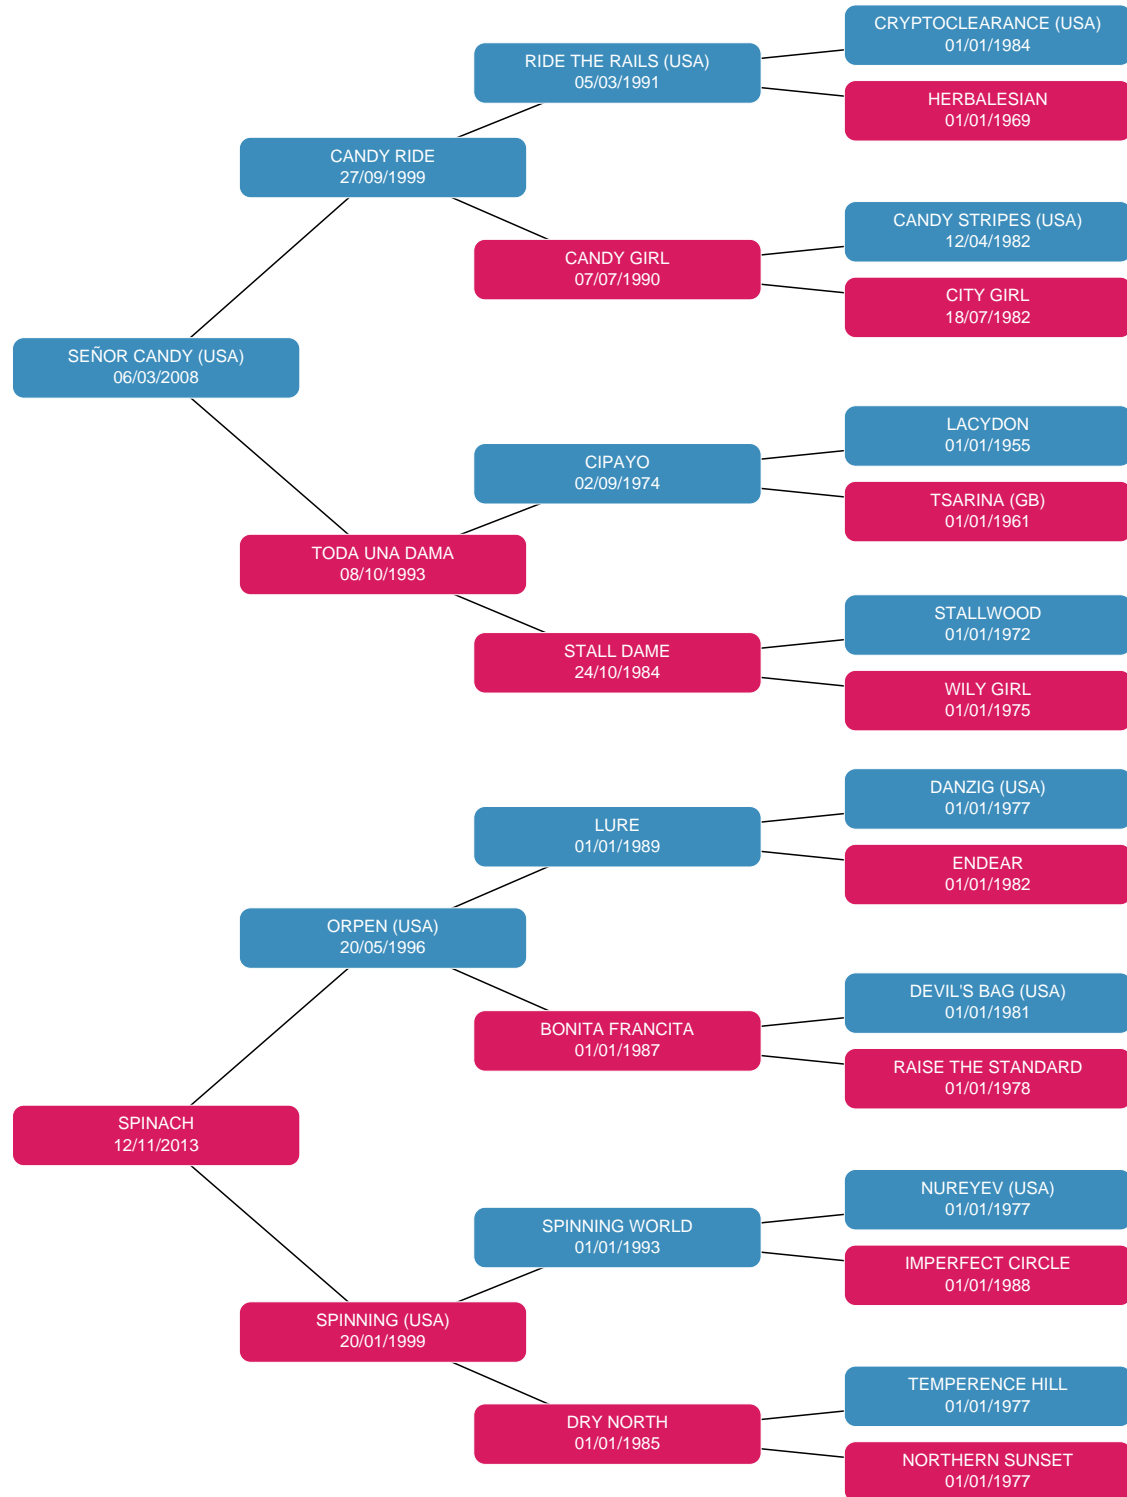 CRYPTOCLEARANCE (USA)
01/01/1984
RIDE THE RAILS (USA)
05/03/1991
HERBALESIAN
01/01/1969
CANDY RIDE
27/09/1999
CANDY STRIPES (USA)
12/04/1982
CANDY GIRL
07/07/1990
CITY GIRL
18/07/1982
SEÑOR CANDY (USA)
06/03/2008
LACYDON
01/01/1955
CIPAYO
02/09/1974
TSARINA (GB)
01/01/1961
TODA UNA DAMA
08/10/1993
STALLWOOD
01/01/1972
STALL DAME
24/10/1984
WILY GIRL
01/01/1975
DANZIG (USA)
01/01/1977
LURE
01/01/1989
ENDEAR
01/01/1982
ORPEN (USA)
20/05/1996
DEVIL'S BAG (USA)
01/01/1981
BONITA FRANCITA
01/01/1987
RAISE THE STANDARD
01/01/1978
SPINACH
12/11/2013
NUREYEV (USA)
01/01/1977
SPINNING WORLD
01/01/1993
IMPERFECT CIRCLE
01/01/1988
SPINNING (USA)
20/01/1999
TEMPERENCE HILL
01/01/1977
DRY NORTH
01/01/1985
NORTHERN SUNSET
01/01/1977